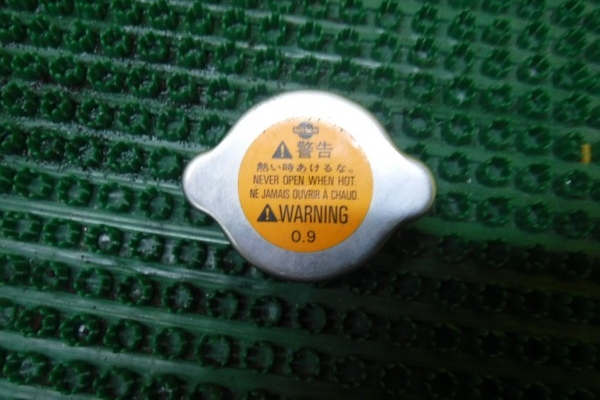 警告
熱い時あけるな。
NEVER OPEN WHEN HOT.
NE JAMAIS OUVRIR À CHAUD.
WARNING
0.9